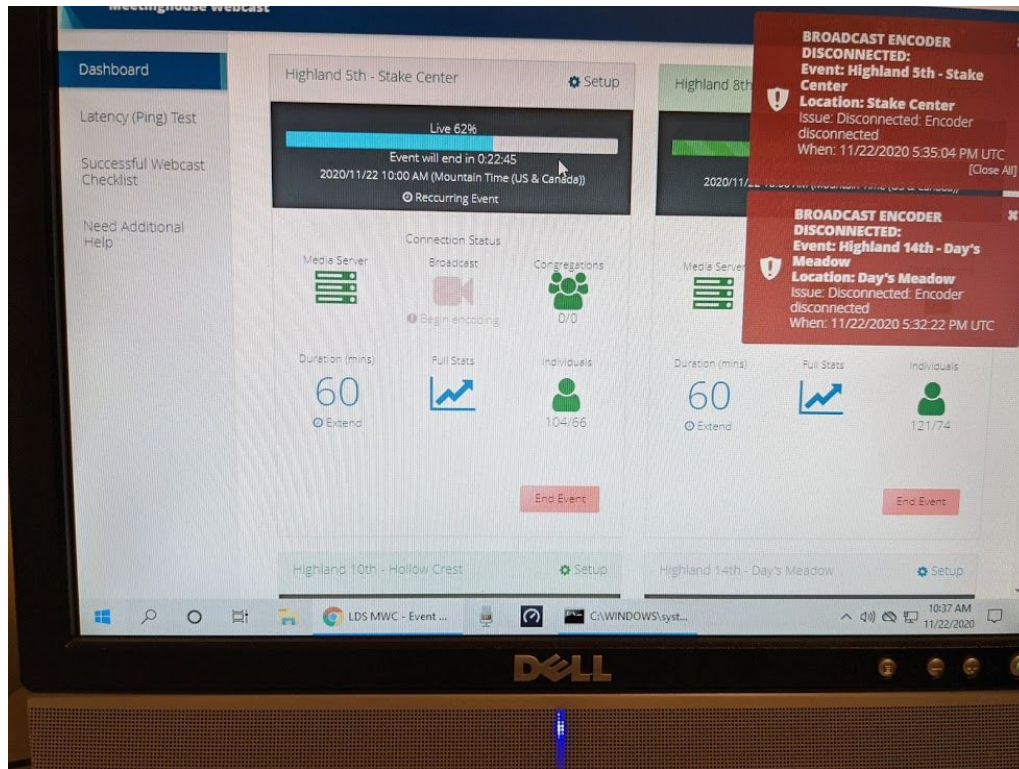 Meetinghouse Webcast
Dashboard
Latency (Ping) Test
Successful Webcast
Checklist
Need Additional
Help
Highland 5th - Stake Center
Setup
Live 62%
Event will end in 0:22:45
2020/11/22 10:00 AM (Mountain Time (US & Canada))
Reccurring Event
Connection Status
Media Server
Broadcast
Congregations
Begin encoding
0/0
Duration (mins)
Full Stats
Individuals
60
Extend
104/66
End Event
Highland 8th
2020/11/
Media Server
Duration (mins)
Full Stats
Individuals
60
Extend
121/74
End Event
BROADCAST ENCODER
DISCONNECTED:
Event: Highland 5th - Stake
Center
Location: Stake Center
Issue: Disconnected: Encoder
disconnected
When: 11/22/2020 5:35:04 PM UTC
[Close All]
BROADCAST ENCODER
DISCONNECTED:
Event: Highland 14th - Day's
Meadow
Location: Day's Meadow
Issue: Disconnected: Encoder
disconnected
When: 11/22/2020 5:32:22 PM UTC
Highland 10th - Hollow Crest
Setup
Highland 14th - Day's Meadow
Setup
LDS MWC - Event ...
C:\WINDOWS\syst...
10:37 AM
11/22/2020
DELL